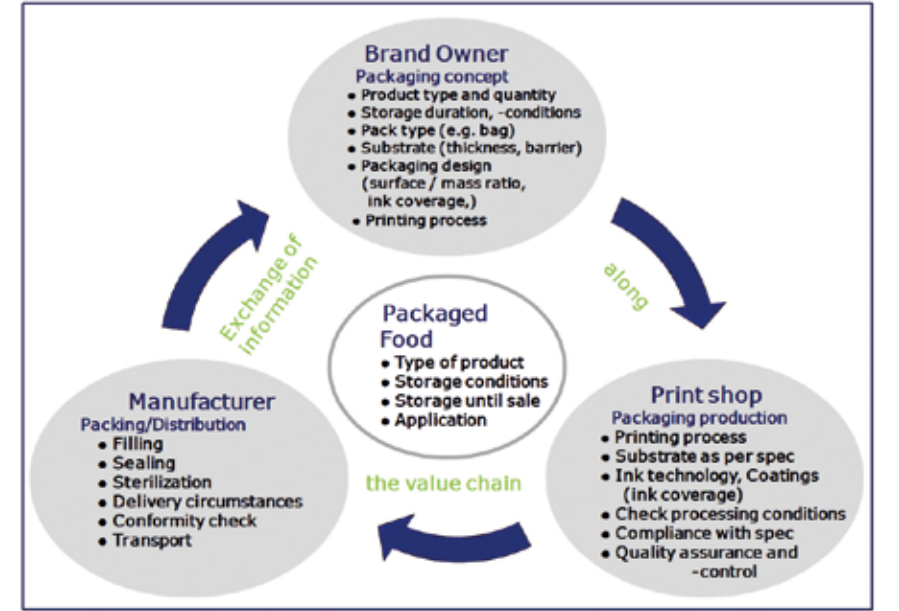 Brand Owner
Packaging concept
• Product type and quantity
• Storage duration, -conditions
• Pack type (e.g. bag)
• Substrate (thickness, barrier)
• Packaging design
(surface / mass ratio,
ink coverage,)
• Printing process
Exchange of
information
along
Packaged
Food
• Type of product
• Storage conditions
• Storage until sale
• Application
Manufacturer
Packing/Distribution
• Filling
• Sealing
• Sterilization
• Delivery circumstances
• Conformity check
• Transport
the value chain
Print shop
Packaging production
• Printing process
• Substrate as per spec
• Ink technology, Coatings
(ink coverage)
• Check processing conditions
• Compliance with spec
• Quality assurance and
-control